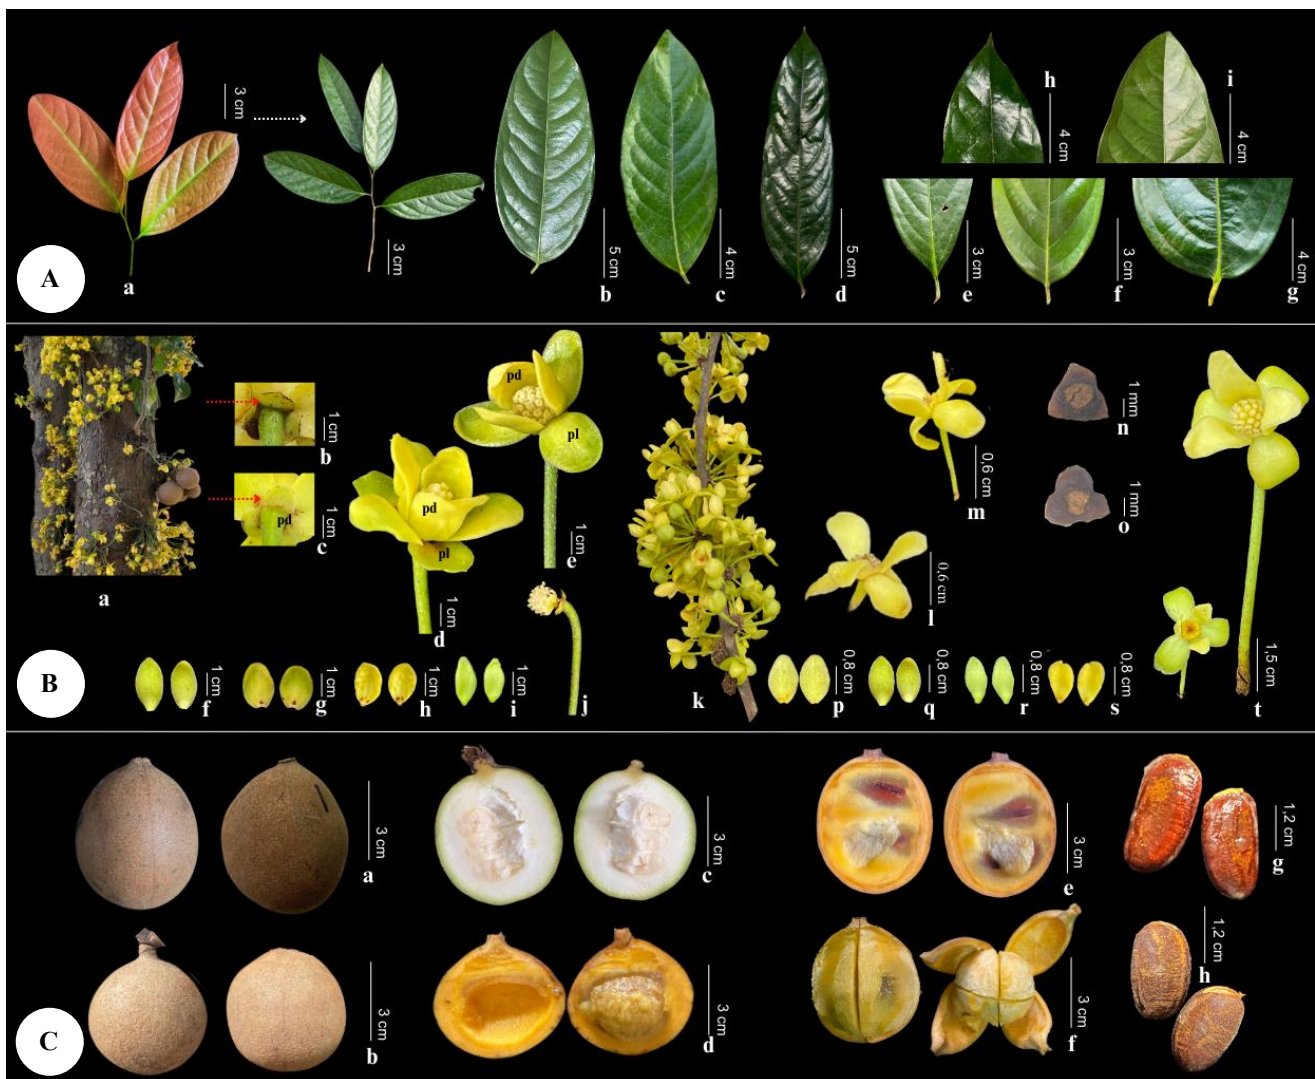 3 cm
3 cm
a
5 cm
b
4 cm
c
5 cm
d
h
4 cm
i
4 cm
3 cm
e
3 cm
f
4 cm
g
A
a
1 cm
b
pd
1 cm
c
pd
pl
1 cm
d
pd
pl
1 cm
e
1 cm
f
1 cm
g
1 cm
h
1 cm
i
j
k
0,6 cm
m
0,6 cm
l
1 mm
n
1 mm
o
0,8 cm
p
0,8 cm
q
0,8 cm
r
0,8 cm
s
1,5 cm
t
B
3 cm
a
3 cm
b
3 cm
c
3 cm
d
3 cm
e
3 cm
f
1,2 cm
g
1,2 cm
h
C